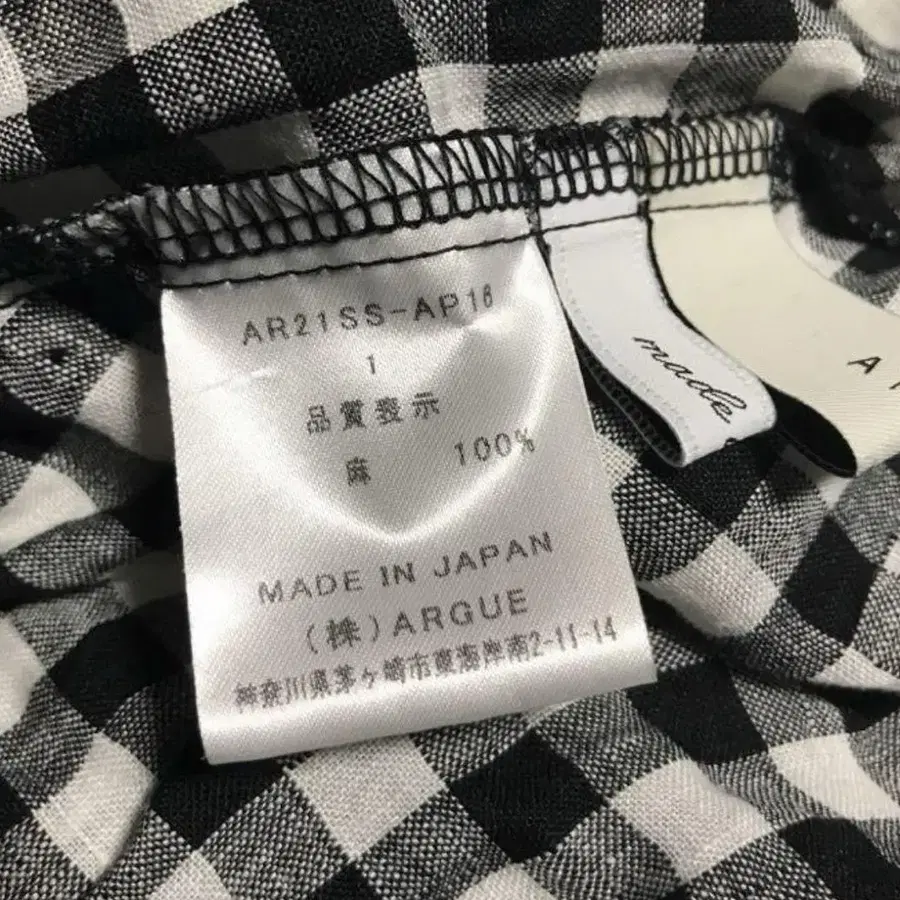 AR21SS-AP16
1
品質表示
麻 100%
MADE IN JAPAN
(株)ARGUE
神奈川県茅ヶ崎市東海岸南2-11-14
made
A